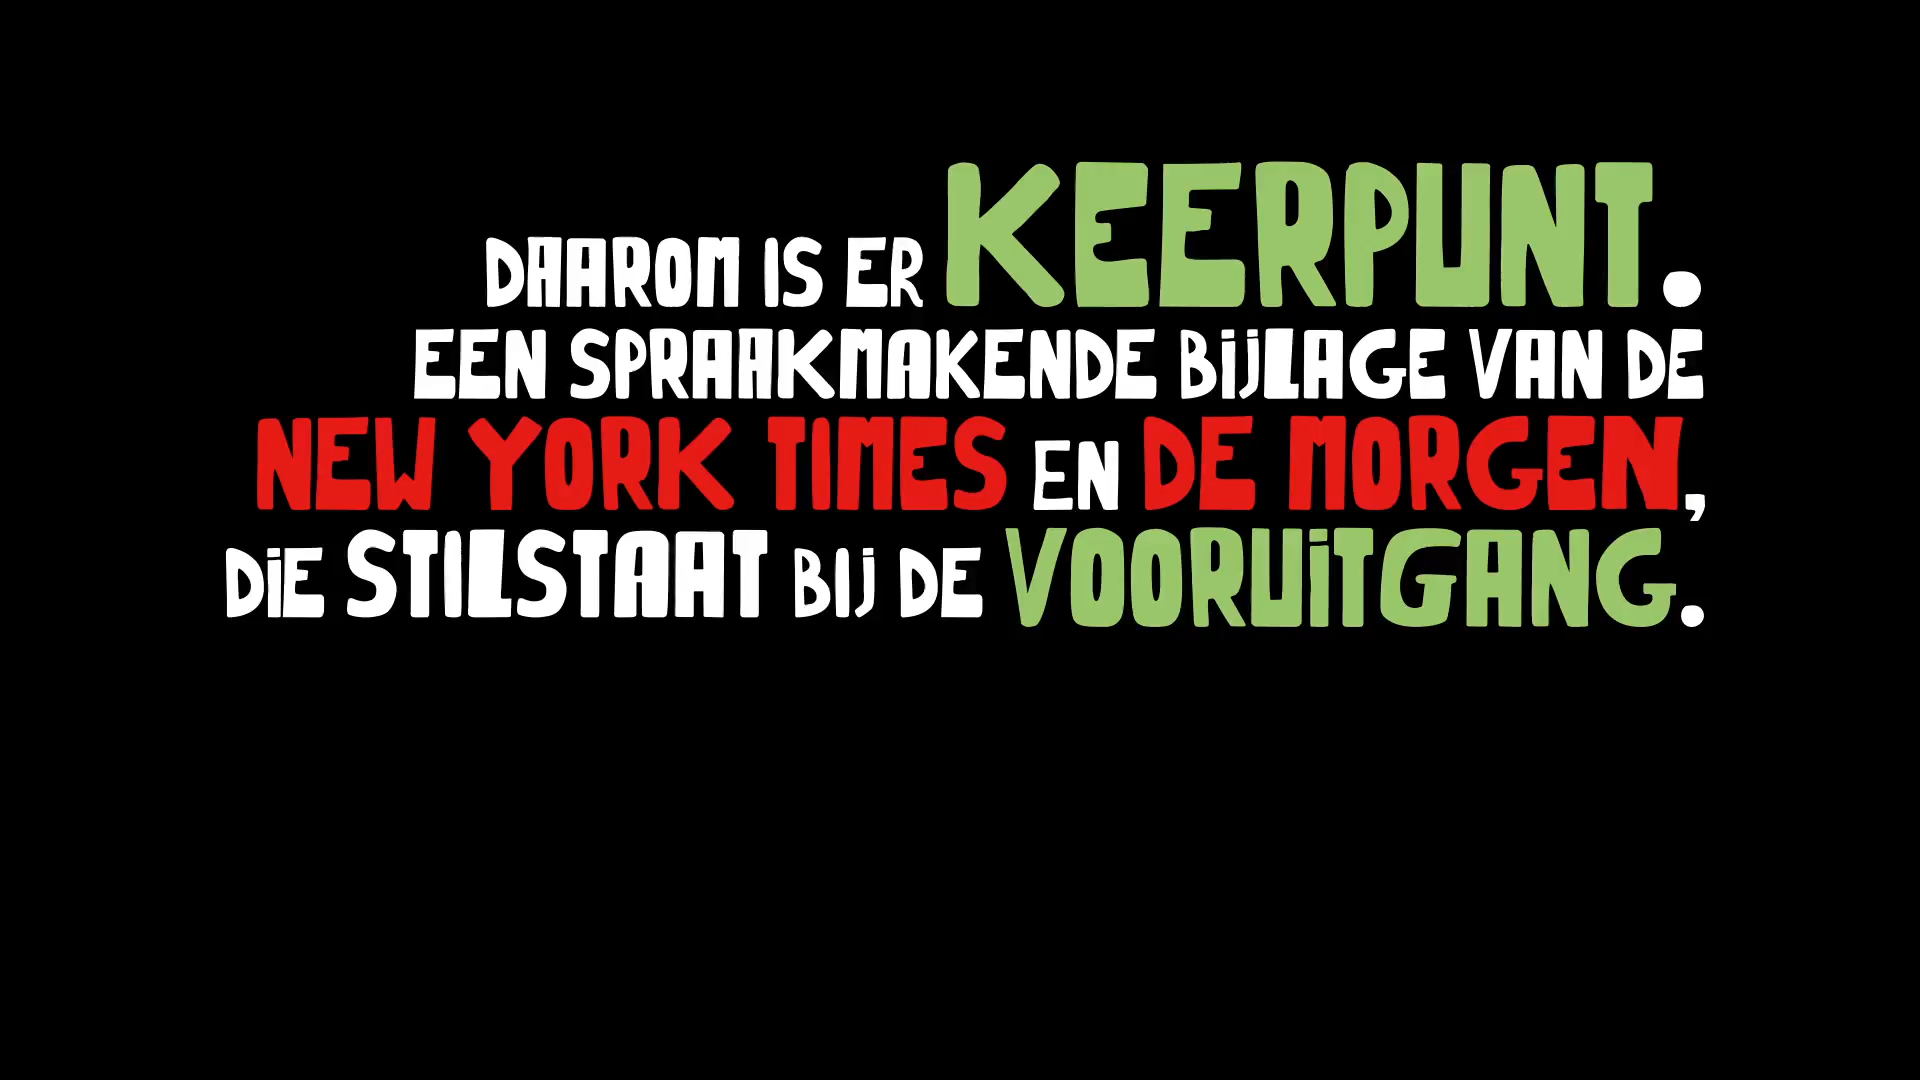 DAAROM IS ER KEERPUNT.
EEN SPRAAKMAKENDE BIJLAGE VAN DE
NEW YORK TIMES EN DE MORGEN,
DIE STILSTAAT BIJ DE VOORUITGANG.